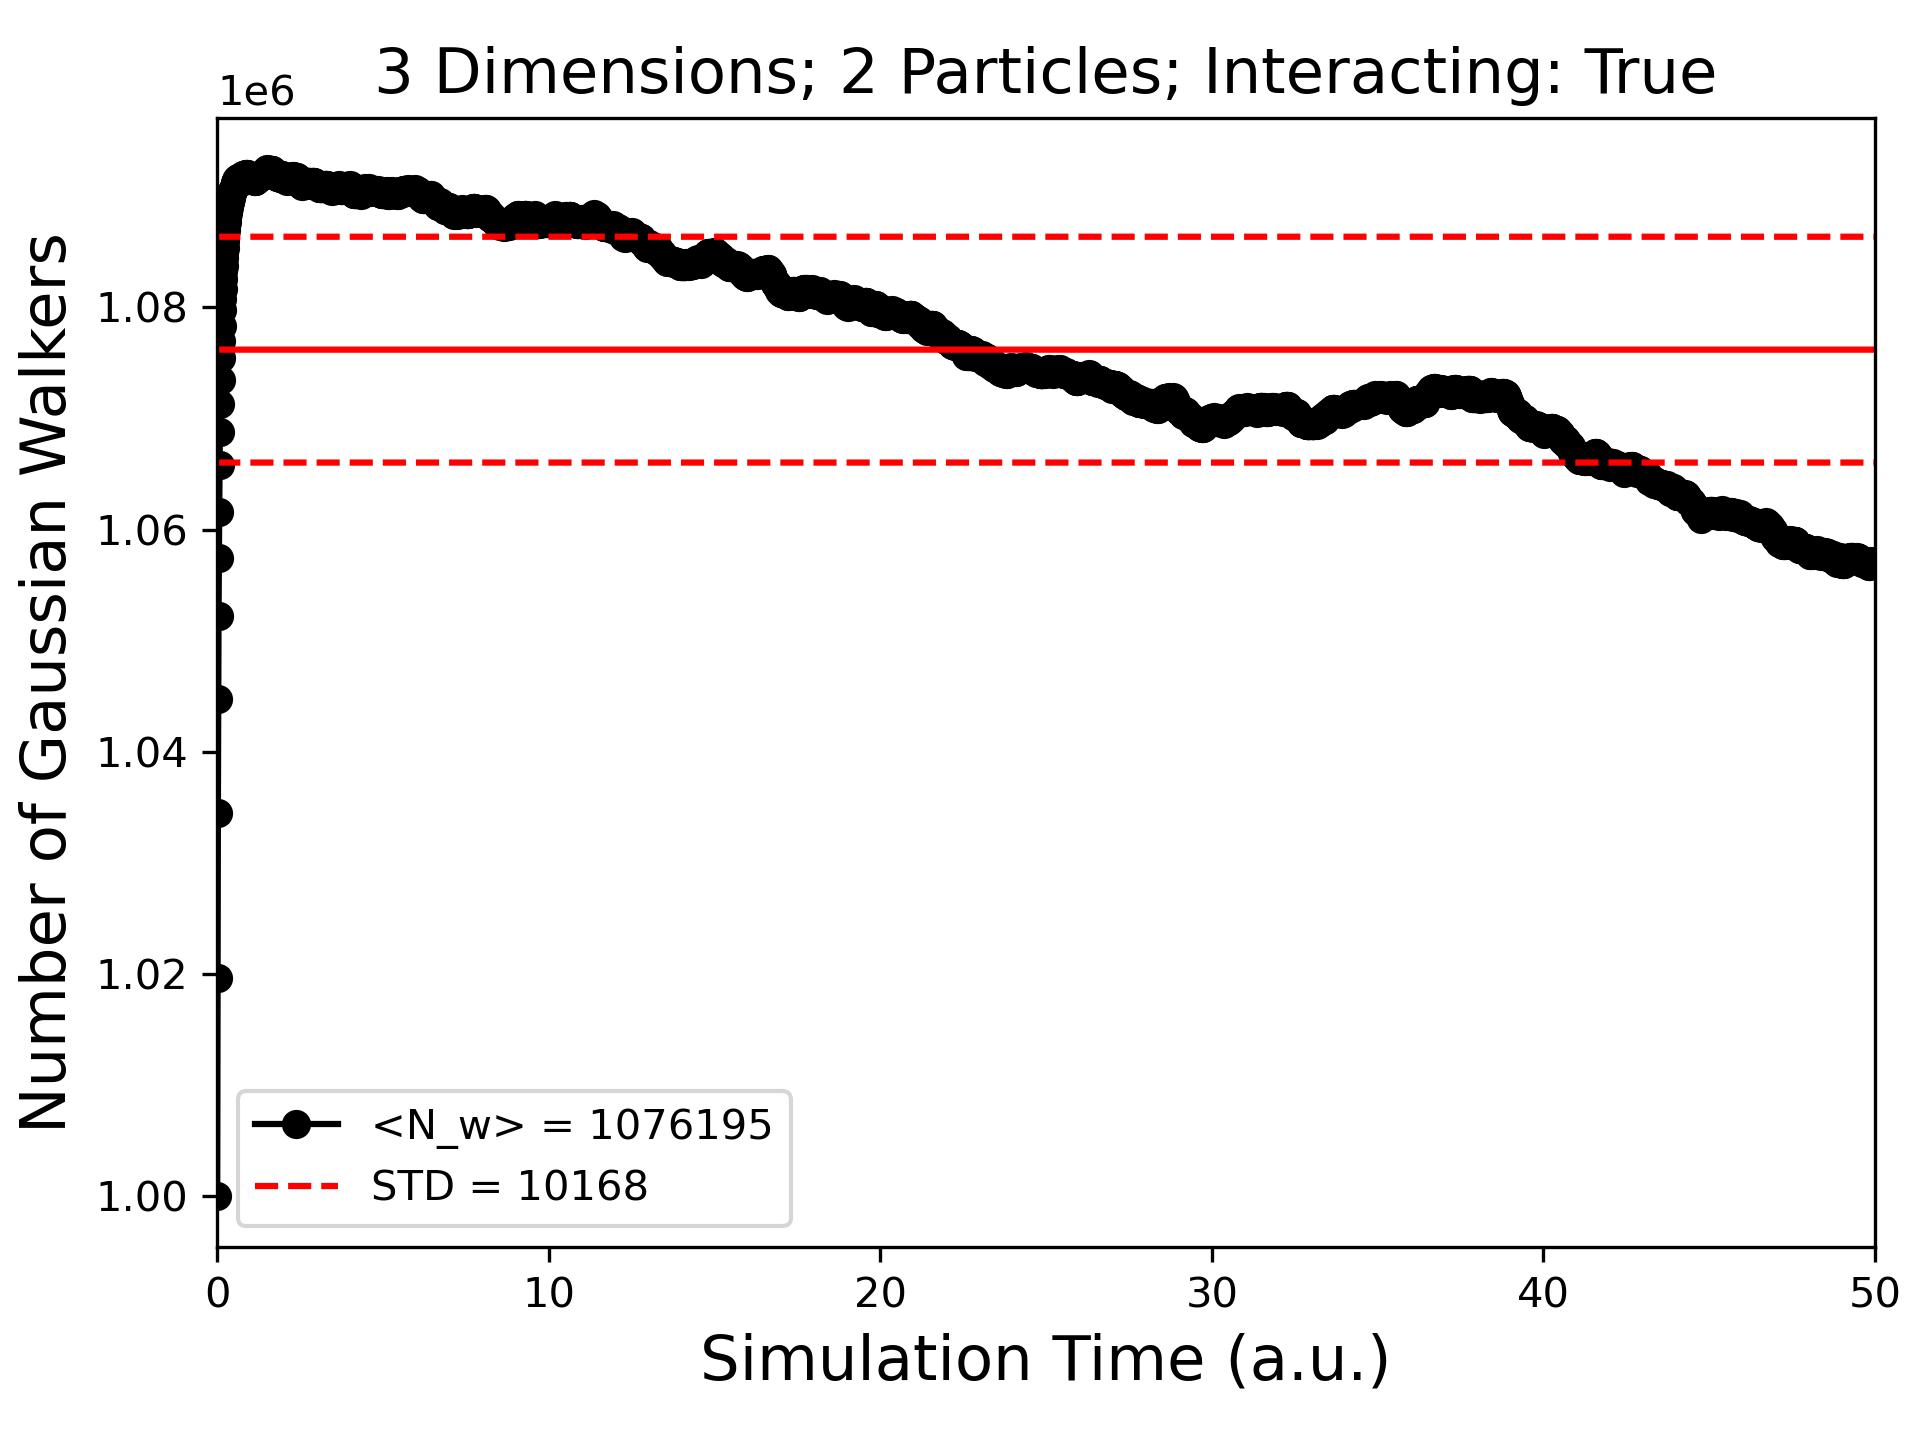 3 Dimensions; 2 Particles; Interacting: True
1e6
Number of Gaussian Walkers
1.08
1.06
1.04
1.02
1.00
<N_w> = 1076195
STD = 10168
0 10 20 30 40 50
Simulation Time (a.u.)